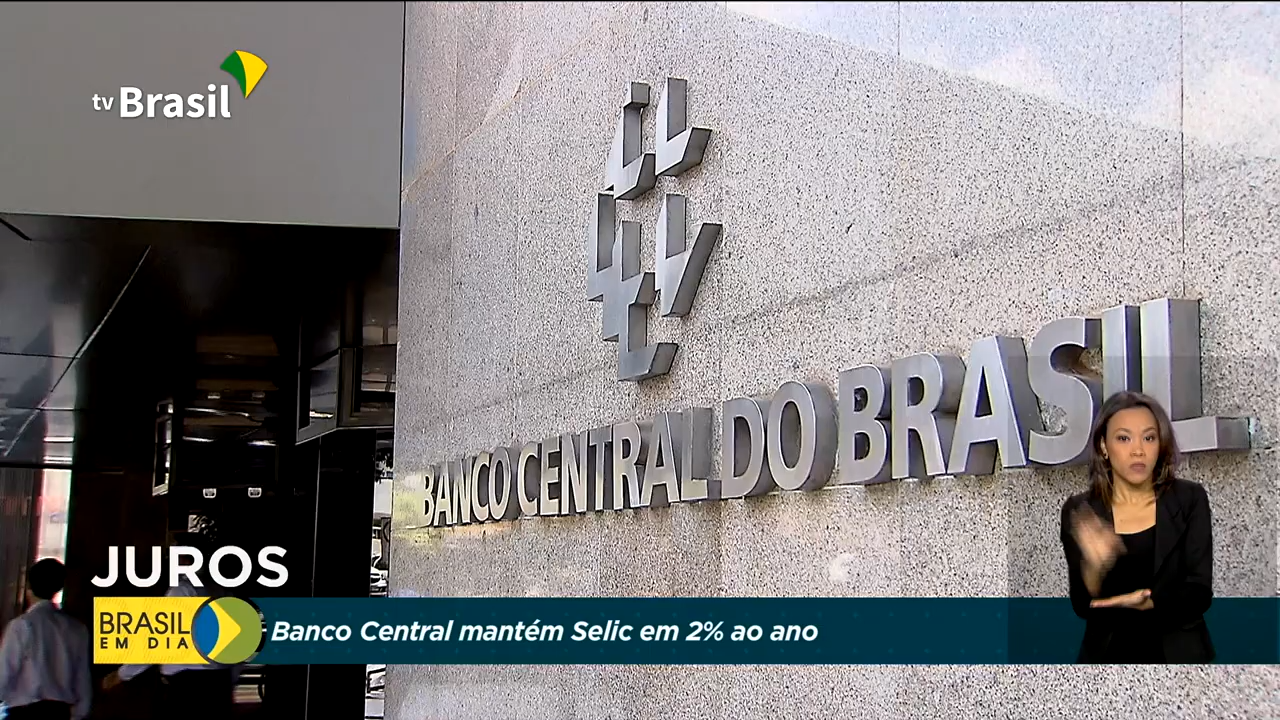 tv Brasil
BANCO CENTRAL DO BRASIL
JUROS
BRASIL
EM DIA
Banco Central mantém Selic em 2% ao ano